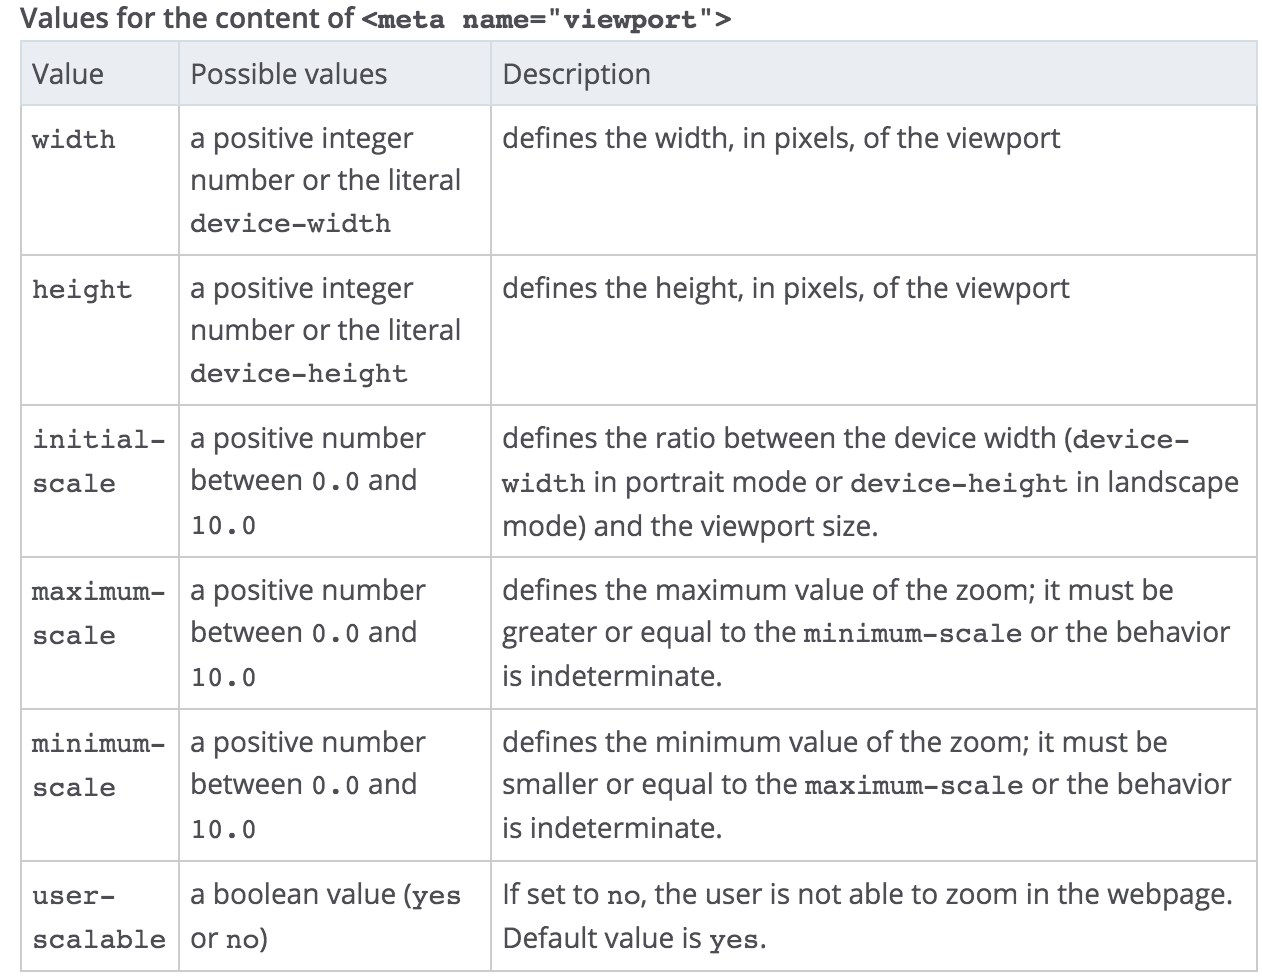 Values for the content of <meta name="viewport">
Value Possible values Description
width a positive integer number or the literal device-width defines the width, in pixels, of the viewport
height a positive integer number or the literal device-height defines the height, in pixels, of the viewport
initial-scale a positive number between 0.0 and 10.0 defines the ratio between the device width (device-width in portrait mode or device-height in landscape mode) and the viewport size.
maximum-scale a positive number between 0.0 and 10.0 defines the maximum value of the zoom; it must be greater or equal to the minimum-scale or the behavior is indeterminate.
minimum-scale a positive number between 0.0 and 10.0 defines the minimum value of the zoom; it must be smaller or equal to the maximum-scale or the behavior is indeterminate.
user-scalable a boolean value (yes or no) If set to no, the user is not able to zoom in the webpage. Default value is yes.